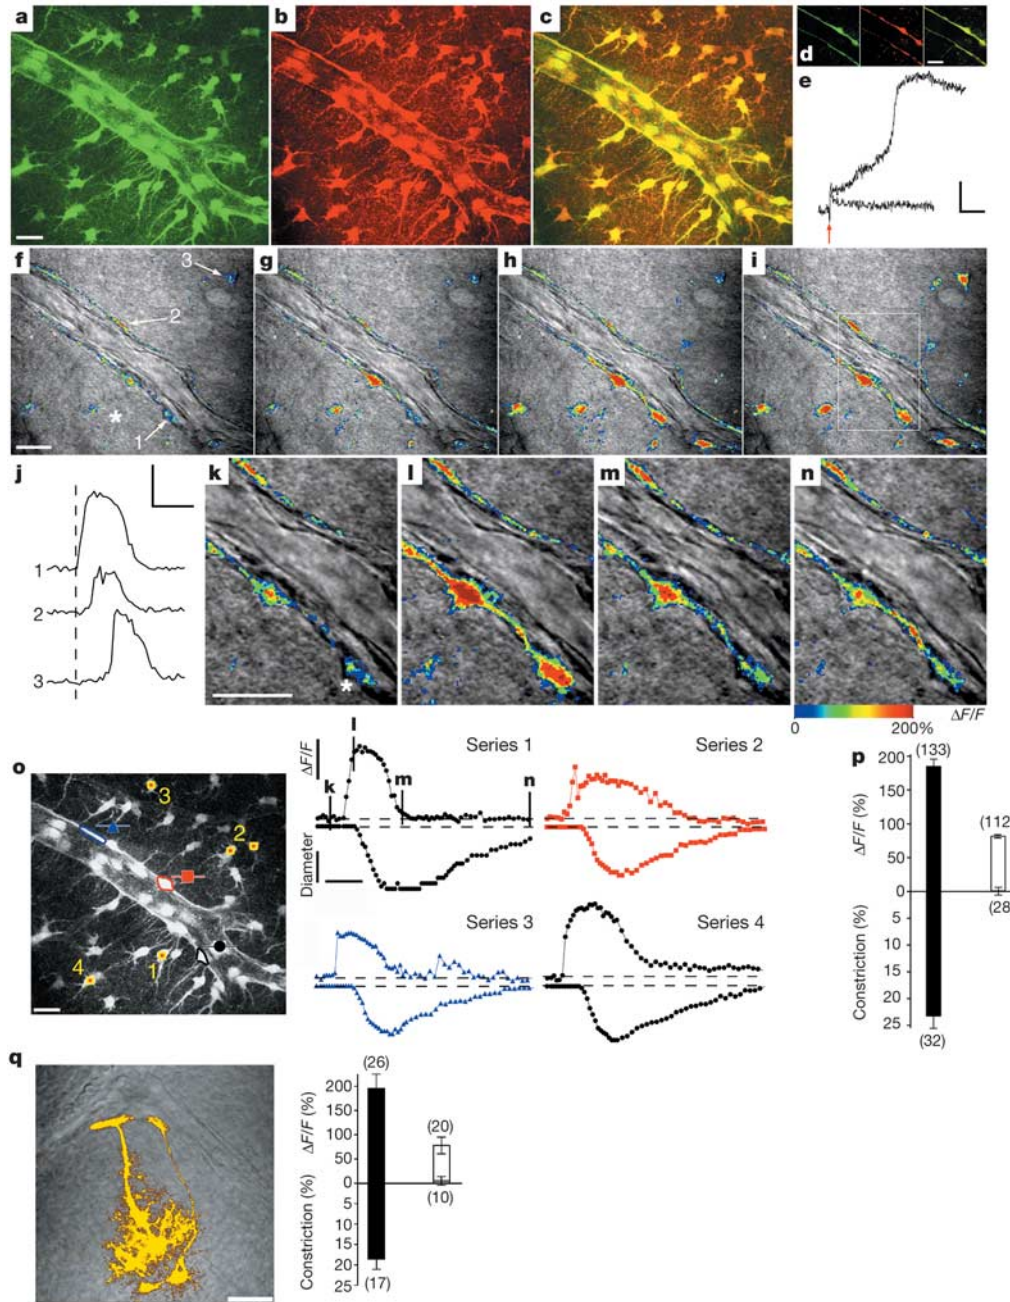 a
b
c
d
e
f
3
2
1
*
g
h
i
j
1
2
3
k
*
l
m
n
0
200%
ΔF/F
o
3
2
1
4
ΔF/F
Diameter
k
l
m
n
Series 1
Series 2
Series 3
Series 4
p
(133)
(112)
200
150
100
50
0
5
10
15
20
25
ΔF/F (%)
Constriction (%)
(28)
(32)
q
(26)
(20)
200
150
100
50
0
5
10
15
20
25
ΔF/F (%)
Constriction (%)
(10)
(17)